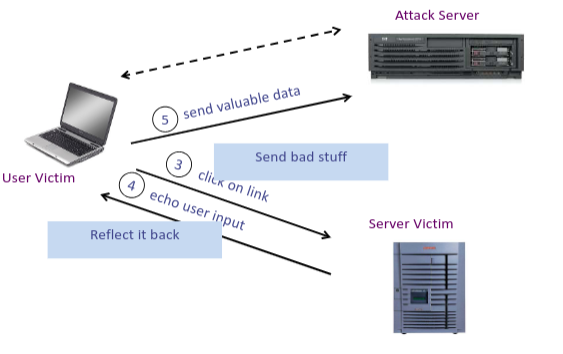 Attack Server
5 send valuable data
Send bad stuff
3 click on link
User Victim
4 echo user input
Reflect it back
Server Victim